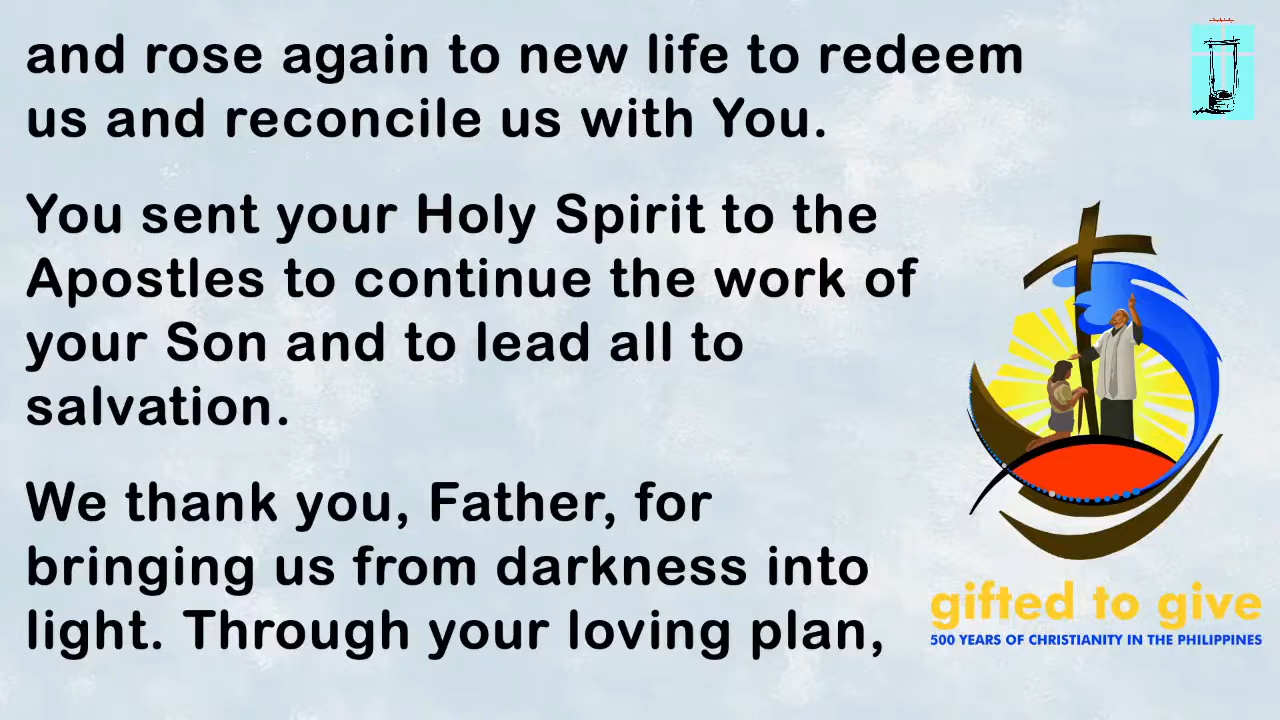 and rose again to new life to redeem
us and reconcile us with You.
You sent your Holy Spirit to the
Apostles to continue the work of
your Son and to lead all to
salvation.
We thank you, Father, for
bringing us from darkness into
light. Through your loving plan,
gifted to give
500 YEARS OF CHRISTIANITY IN THE PHILIPPINES